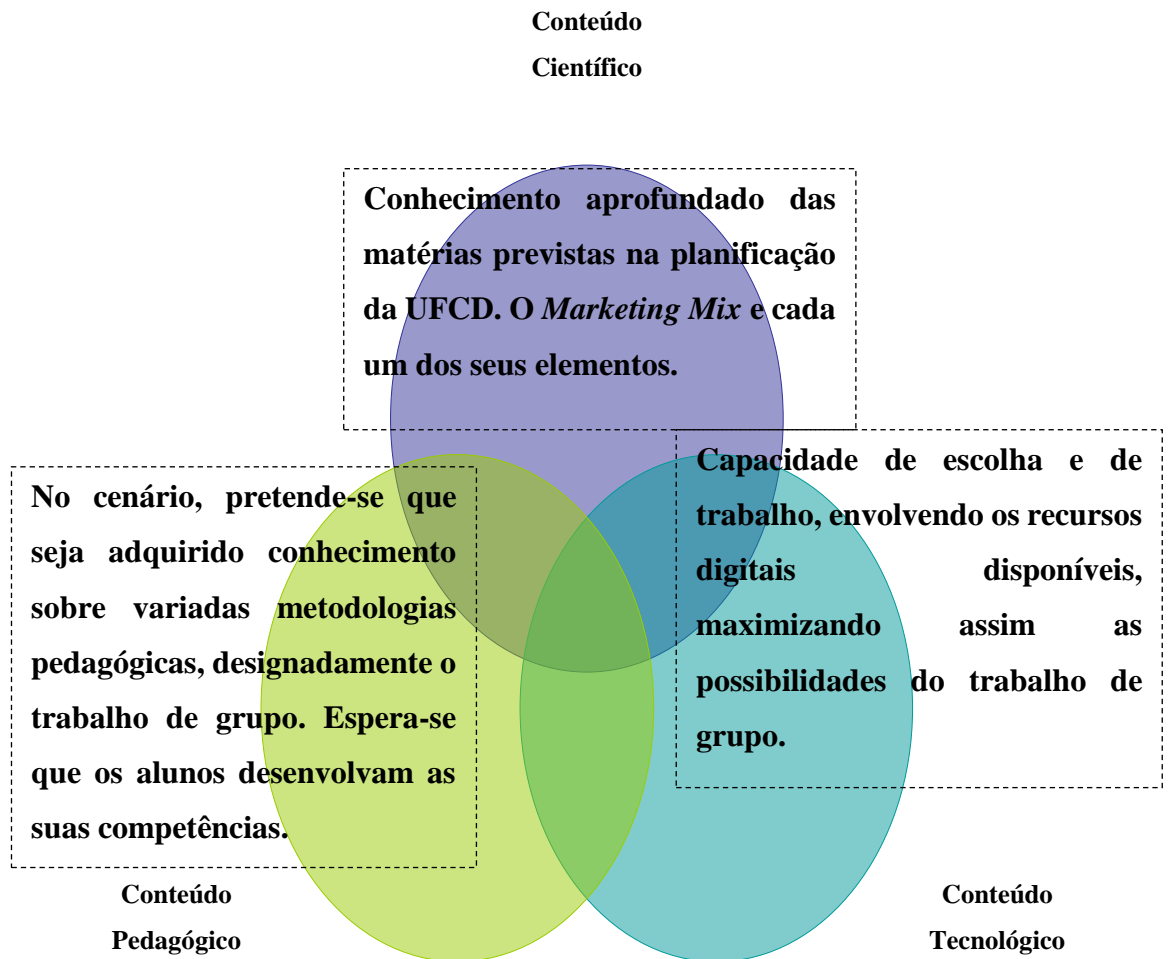 Conteúdo
Científico
Conhecimento aprofundado das
matérias previstas na planificação
da UFCD. O Marketing Mix e cada
um dos seus elementos.
No cenário, pretende-se que
seja adquirido conhecimento
sobre variadas metodologias
pedagógicas, designadamente o
trabalho de grupo. Espera-se
que os alunos desenvolvam as
suas competências.
Capacidade de escolha e de
trabalho, envolvendo os recursos
digitais disponíveis,
maximizando assim as
possibilidades do trabalho de
grupo.
Conteúdo
Pedagógico
Conteúdo
Tecnológico